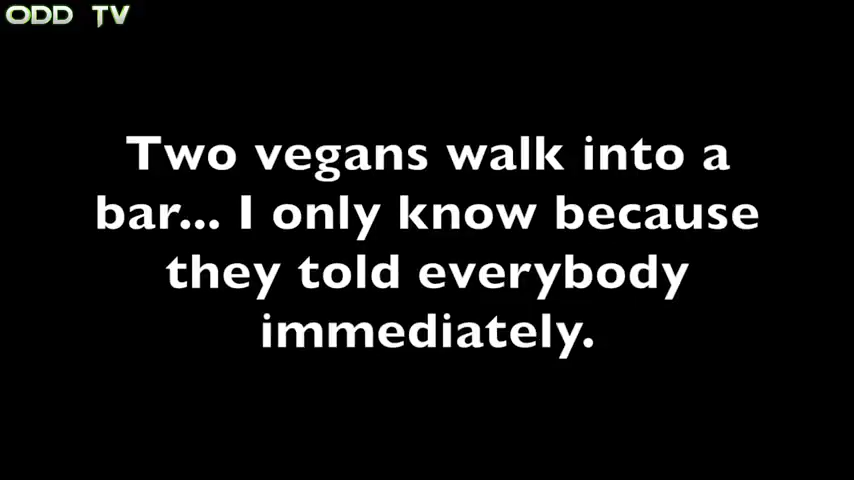 ODD TV
Two vegans walk into a
bar... I only know because
they told everybody
immediately.